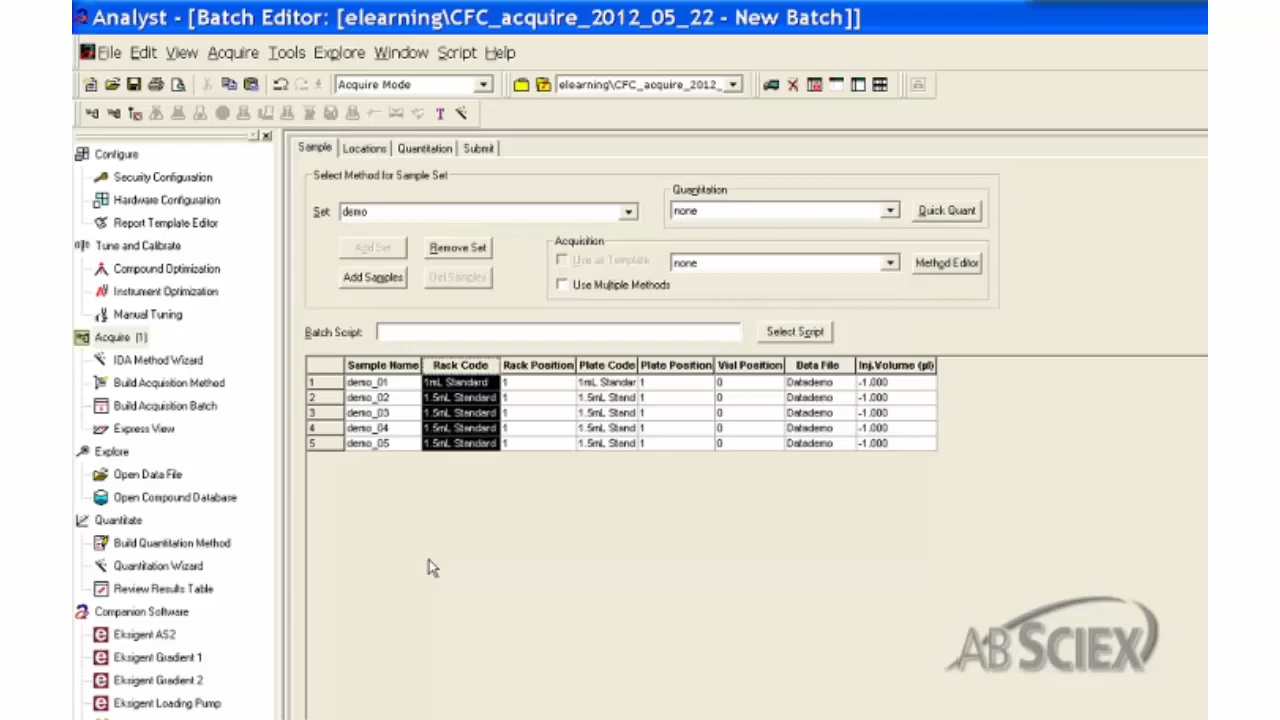 Analyst - [Batch Editor: [elearning\CFC_acquire_2012_05_22 - New Batch]]
File Edit View Acquire Tools Explore Window Script Help
Acquire Mode elearning\CFC_acquire_2012_
Configure
Security Configuration
Hardware Configuration
Report Template Editor
Tune and Calibrate
Compound Optimization
Instrument Optimization
Manual Tuning
Acquire (1)
IDA Method Wizard
Build Acquisition Method
Build Acquisition Batch
Express View
Explore
Open Data File
Open Compound Database
Quantitate
Build Quantitation Method
Quantitation Wizard
Review Results Table
Companion Software
Eksigent AS2
Eksigent Gradient 1
Eksigent Gradient 2
Eksigent Loading Pump
Sample Locations Quantitation Submit
Select Method for Sample Set
Set: demo
Add Set Remove Set
Add Samples Del Samples
Quantitation
none Quick Quant
Acquisition
Use as Template none Method Editor
Use Multiple Methods
Batch Script: Select Script
Sample Name Rack Code Rack Position Plate Code Plate Position Vial Position Data File Inj.Volume (µl)
1 demo_01 1mL Standard 1 1mL Standar 1 0 Datademo -1.000
2 demo_02 1.5mL Standard 1 1.5mL Stand 1 0 Datademo -1.000
3 demo_03 1.5mL Standard 1 1.5mL Stand 1 0 Datademo -1.000
4 demo_04 1.5mL Standard 1 1.5mL Stand 1 0 Datademo -1.000
5 demo_05 1.5mL Standard 1 1.5mL Stand 1 0 Datademo -1.000
AB SCIEX